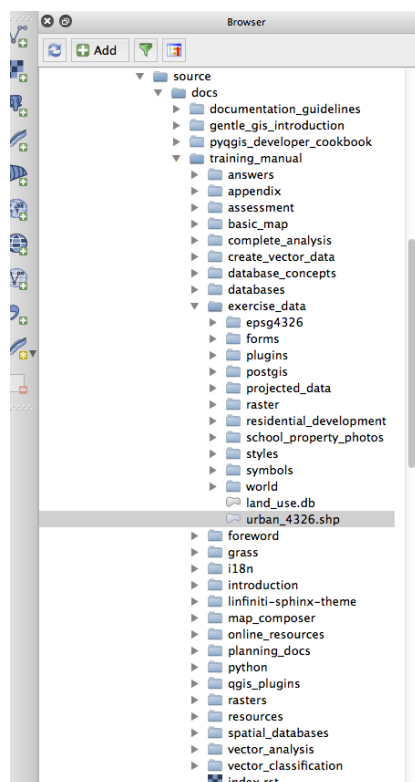 Browser
Add
source
docs
documentation_guidelines
gentle_gis_introduction
pyqgis_developer_cookbook
training_manual
answers
appendix
assessment
basic_map
complete_analysis
create_vector_data
database_concepts
databases
exercise_data
epsg4326
forms
plugins
postgis
projected_data
raster
residential_development
school_property_photos
styles
symbols
world
land_use.db
urban_4326.shp
foreword
grass
i18n
introduction
linfiniti-sphinx-theme
map_composer
online_resources
planning_docs
python
qgis_plugins
rasters
resources
spatial_databases
vector_analysis
vector_classification
index.rst